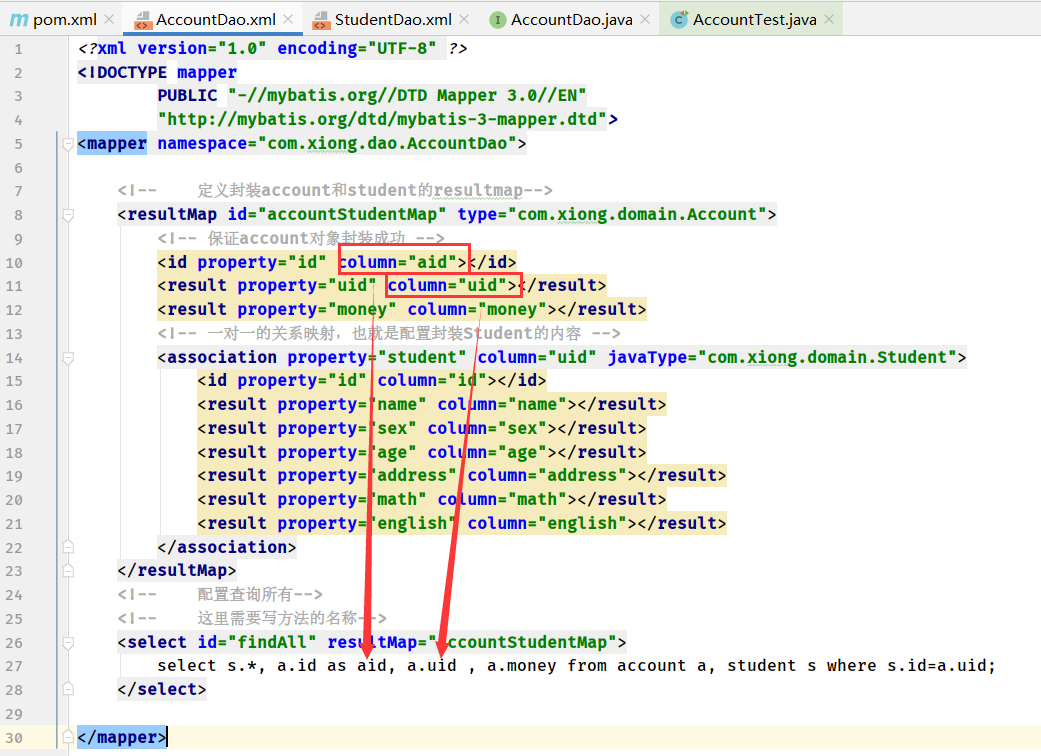 pom.xml AccountDao.xml StudentDao.xml AccountDao.java AccountTest.java
1 <?xml version="1.0" encoding="UTF-8" ?>
2 <!DOCTYPE mapper
3 PUBLIC "-//mybatis.org//DTD Mapper 3.0//EN"
4 "http://mybatis.org/dtd/mybatis-3-mapper.dtd">
5 <mapper namespace="com.xiong.dao.AccountDao">
6
7 <!-- 定义封装account和student的resultmap-->
8 <resultMap id="accountStudentMap" type="com.xiong.domain.Account">
9 <!-- 保证account对象封装成功 -->
10 <id property="id" column="aid"></id>
11 <result property="uid" column="uid"></result>
12 <result property="money" column="money"></result>
13 <!-- 一对一的关系映射，也就是配置封装Student的内容 -->
14 <association property="student" column="uid" javaType="com.xiong.domain.Student">
15 <id property="id" column="id"></id>
16 <result property="name" column="name"></result>
17 <result property="sex" column="sex"></result>
18 <result property="age" column="age"></result>
19 <result property="address" column="address"></result>
20 <result property="math" column="math"></result>
21 <result property="english" column="english"></result>
22 </association>
23 </resultMap>
24 <!-- 配置查询所有-->
25 <!-- 这里需要写方法的名称-->
26 <select id="findAll" resultMap="accountStudentMap">
27 select s.*, a.id as aid, a.uid , a.money from account a, student s where s.id=a.uid;
28 </select>
29
30 </mapper>